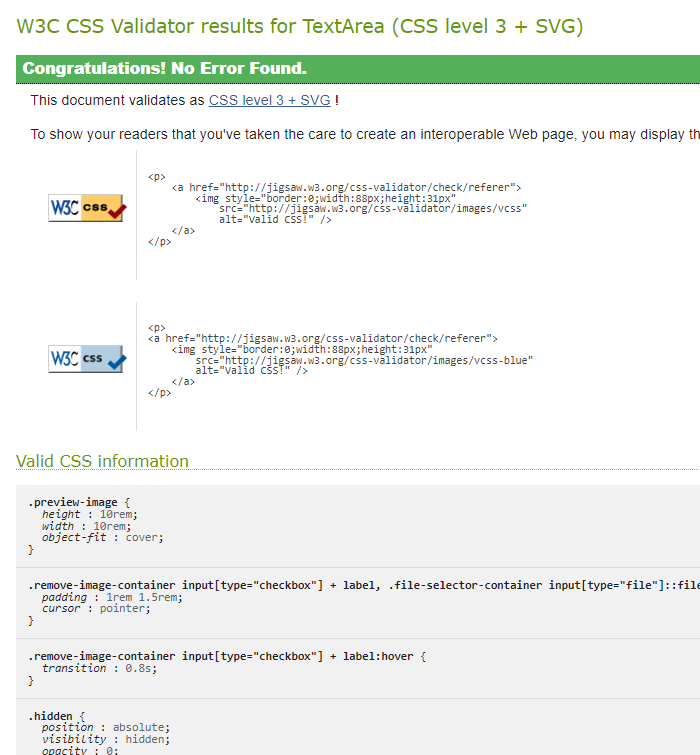 W3C CSS Validator results for TextArea (CSS level 3 + SVG)
Congratulations! No Error Found.
This document validates as CSS level 3 + SVG !
To show your readers that you've taken the care to create an interoperable Web page, you may display th
<p>
<a href="http://jigsaw.w3.org/css-validator/check/referer">
<img style="border:0;width:88px;height:31px"
src="http://jigsaw.w3.org/css-validator/images/vcss"
alt="Valid CSS!" />
</a>
</p>
W3C css
<p>
<a href="http://jigsaw.w3.org/css-validator/check/referer">
<img style="border:0;width:88px;height:31px"
src="http://jigsaw.w3.org/css-validator/images/vcss-blue"
alt="Valid CSS!" />
</a>
</p>
W3C css
Valid CSS information
.preview-image {
height : 10rem;
width : 10rem;
object-fit : cover;
}
.remove-image-container input[type="checkbox"] + label, .file-selector-container input[type="file"]::file
padding : 1rem 1.5rem;
cursor : pointer;
}
.remove-image-container input[type="checkbox"] + label:hover {
transition : 0.8s;
}
.hidden {
position : absolute;
visibility : hidden;
opacity : 0;